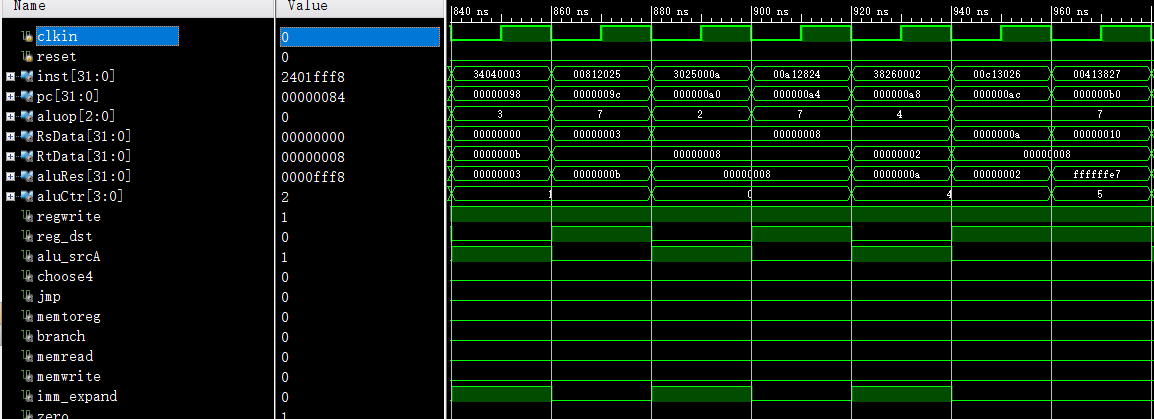 Name Value 840 ns 860 ns 880 ns 900 ns 920 ns 940 ns 960 ns
clkin 0
reset 0
inst[31:0] 2401fff8 34040003 00812025 3025000a 00a12824 38260002 00c13026 00413827
pc[31:0] 00000084 00000098 0000009c 000000a0 000000a4 000000a8 000000ac 000000b0
aluop[2:0] 0 3 7 2 7 4 7
RsData[31:0] 00000000 00000000 00000003 00000008 0000000a 00000010
RtData[31:0] 00000008 0000000b 00000008 00000002 00000008
aluRes[31:0] 0000fff8 00000003 0000000b 00000008 0000000a 00000002 ffffffe7
aluCtr[3:0] 2 1 0 4 5
regwrite 1
reg_dst 0
alu_srcA 1
choose4 0
jmp 0
memtoreg 0
branch 0
memread 0
memwrite 0
imm_expand 0
zero 1